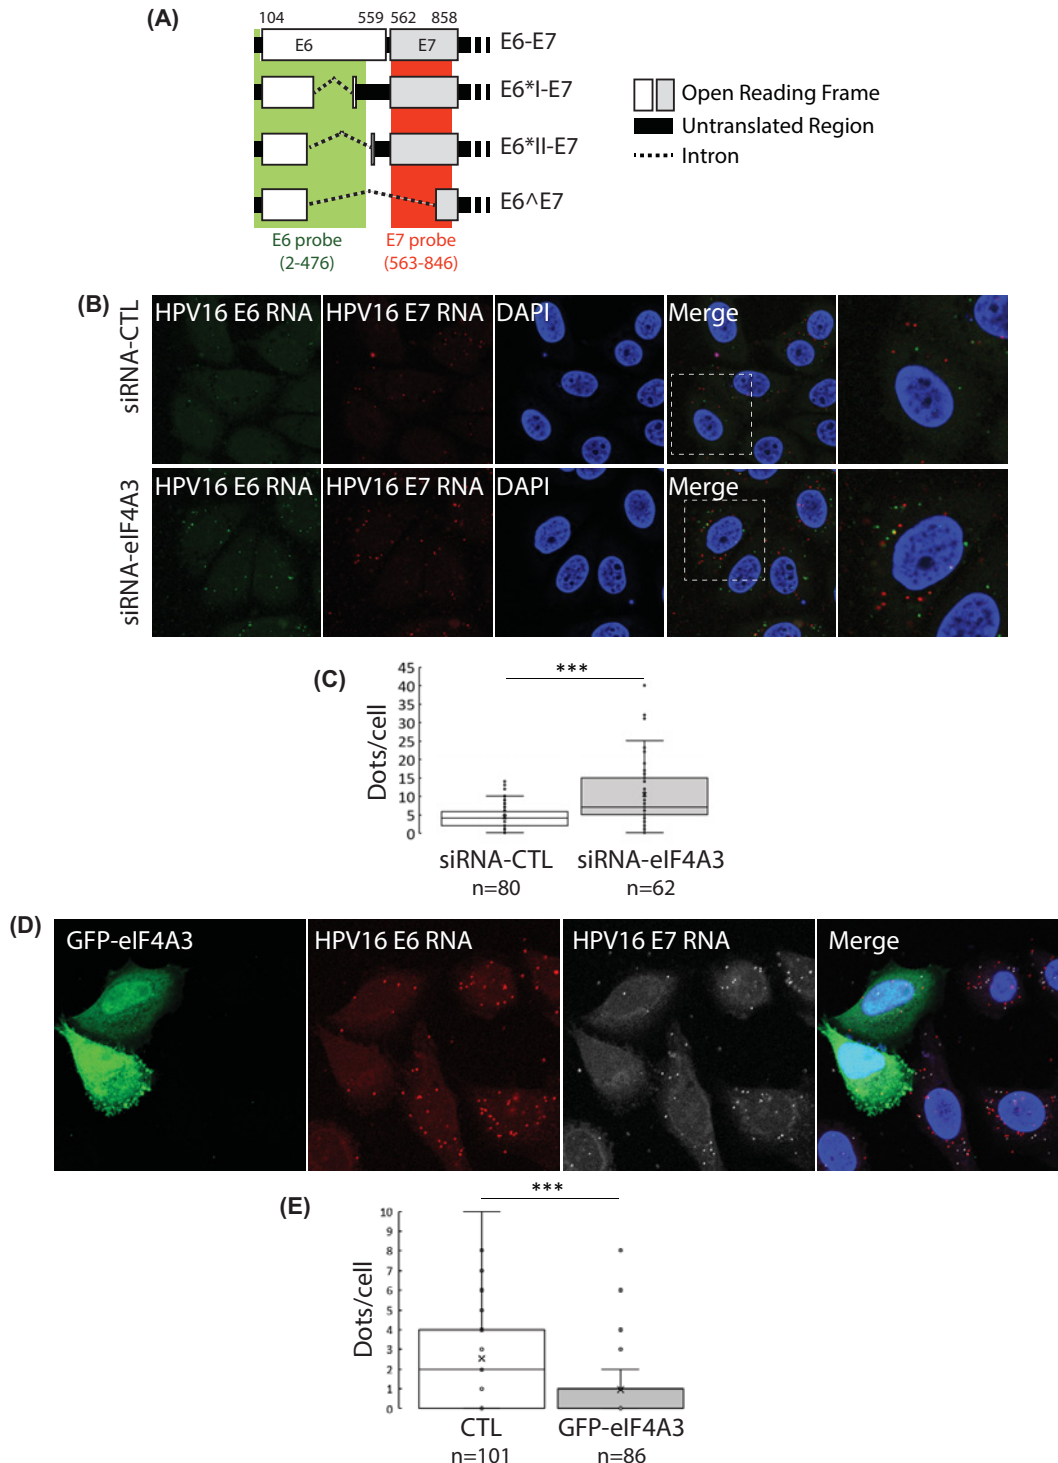 (A)
104 559 562 858
E6 E7 E6-E7
E6*I-E7
E6*II-E7
E6^E7
E6 probe
(2-476)
E7 probe
(563-846)
Open Reading Frame
Untranslated Region
Intron
(B)
siRNA-CTL
HPV16 E6 RNA HPV16 E7 RNA DAPI Merge
siRNA-eIF4A3
HPV16 E6 RNA HPV16 E7 RNA DAPI Merge
(C)
Dots/cell
45
40
35
30
25
20
15
10
5
0
***
siRNA-CTL siRNA-eIF4A3
n=80 n=62
(D)
GFP-eIF4A3 HPV16 E6 RNA HPV16 E7 RNA Merge
(E)
Dots/cell
10
9
8
7
6
5
4
3
2
1
0
***
CTL GFP-eIF4A3
n=101 n=86